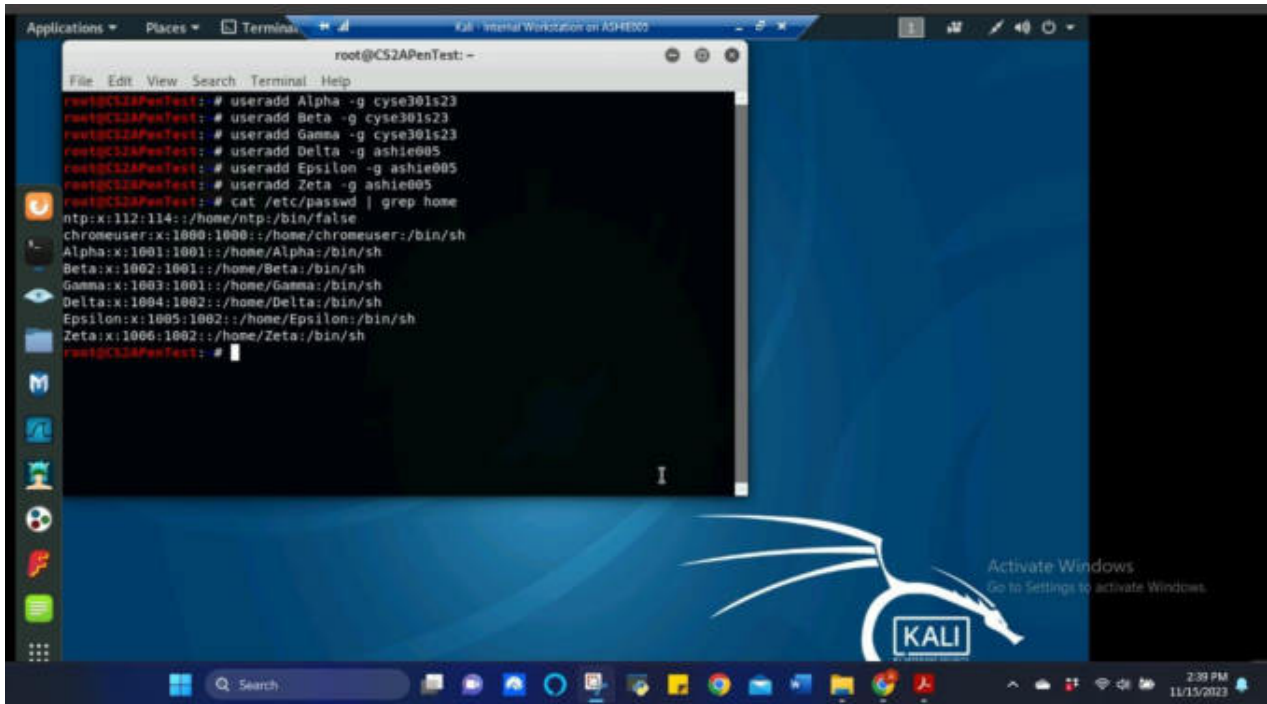 Applications Places Terminal Kali - Internal Workstation on ASHIE005 1
root@CS2APenTest: ~
File Edit View Search Terminal Help
root@CS2APenTest:~# useradd Alpha -g cyse301s23
root@CS2APenTest:~# useradd Beta -g cyse301s23
root@CS2APenTest:~# useradd Gamma -g cyse301s23
root@CS2APenTest:~# useradd Delta -g ashie005
root@CS2APenTest:~# useradd Epsilon -g ashie005
root@CS2APenTest:~# useradd Zeta -g ashie005
root@CS2APenTest:~# cat /etc/passwd | grep home
ntp:x:112:114::/home/ntp:/bin/false
chromeuser:x:1000:1000::/home/chromeuser:/bin/sh
Alpha:x:1001:1001::/home/Alpha:/bin/sh
Beta:x:1002:1001::/home/Beta:/bin/sh
Gamma:x:1003:1001::/home/Gamma:/bin/sh
Delta:x:1004:1002::/home/Delta:/bin/sh
Epsilon:x:1005:1002::/home/Epsilon:/bin/sh
Zeta:x:1006:1002::/home/Zeta:/bin/sh
root@CS2APenTest:~#
Activate Windows
Go to Settings to activate Windows.
KALI
Search
2:39 PM
11/15/2023